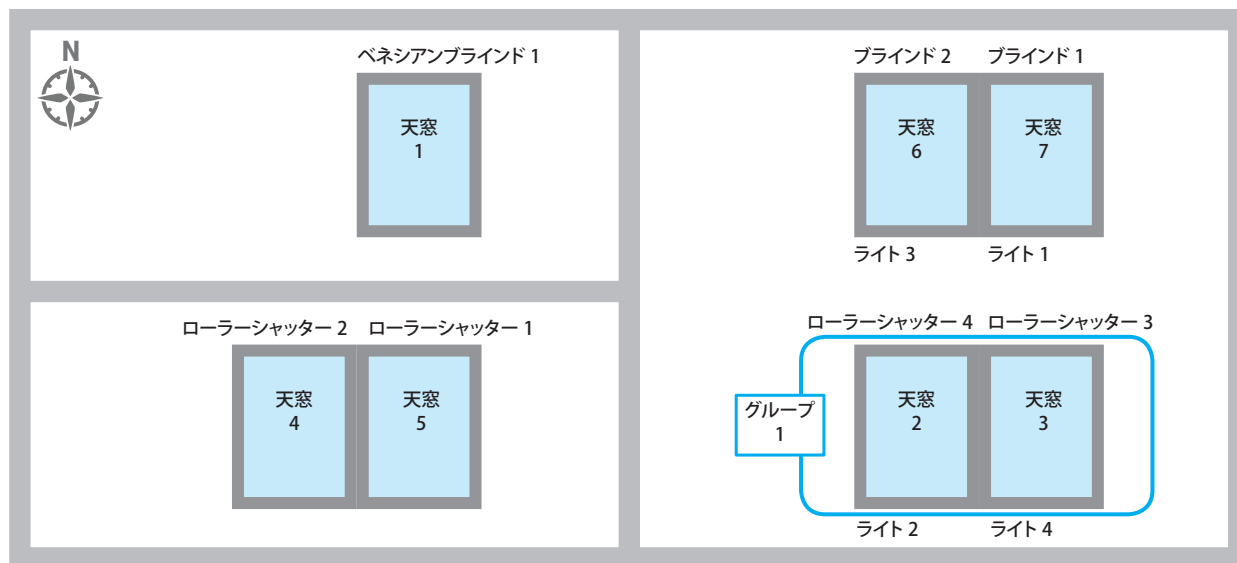 N
ベネシアンブラインド 1
天窓
1
ブラインド 2
ブラインド 1
天窓
6
天窓
7
ライト 3
ライト 1
ローラーシャッター 2
ローラーシャッター 1
天窓
4
天窓
5
ローラーシャッター 4
ローラーシャッター 3
グループ
1
天窓
2
天窓
3
ライト 2
ライト 4